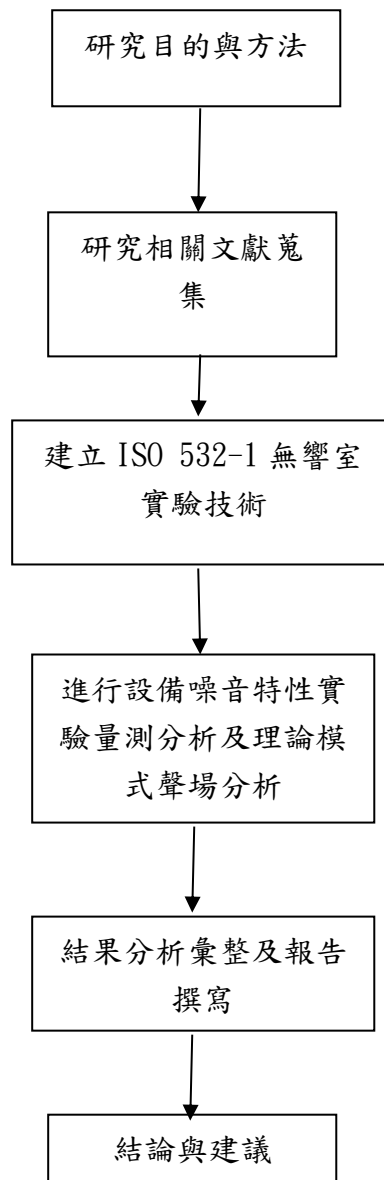 研究目的與方法
研究相關文獻蒐
集
建立 ISO 532-1 無響室
實驗技術
進行設備噪音特性實
驗量測分析及理論模
式聲場分析
結果分析彙整及報告
撰寫
結論與建議